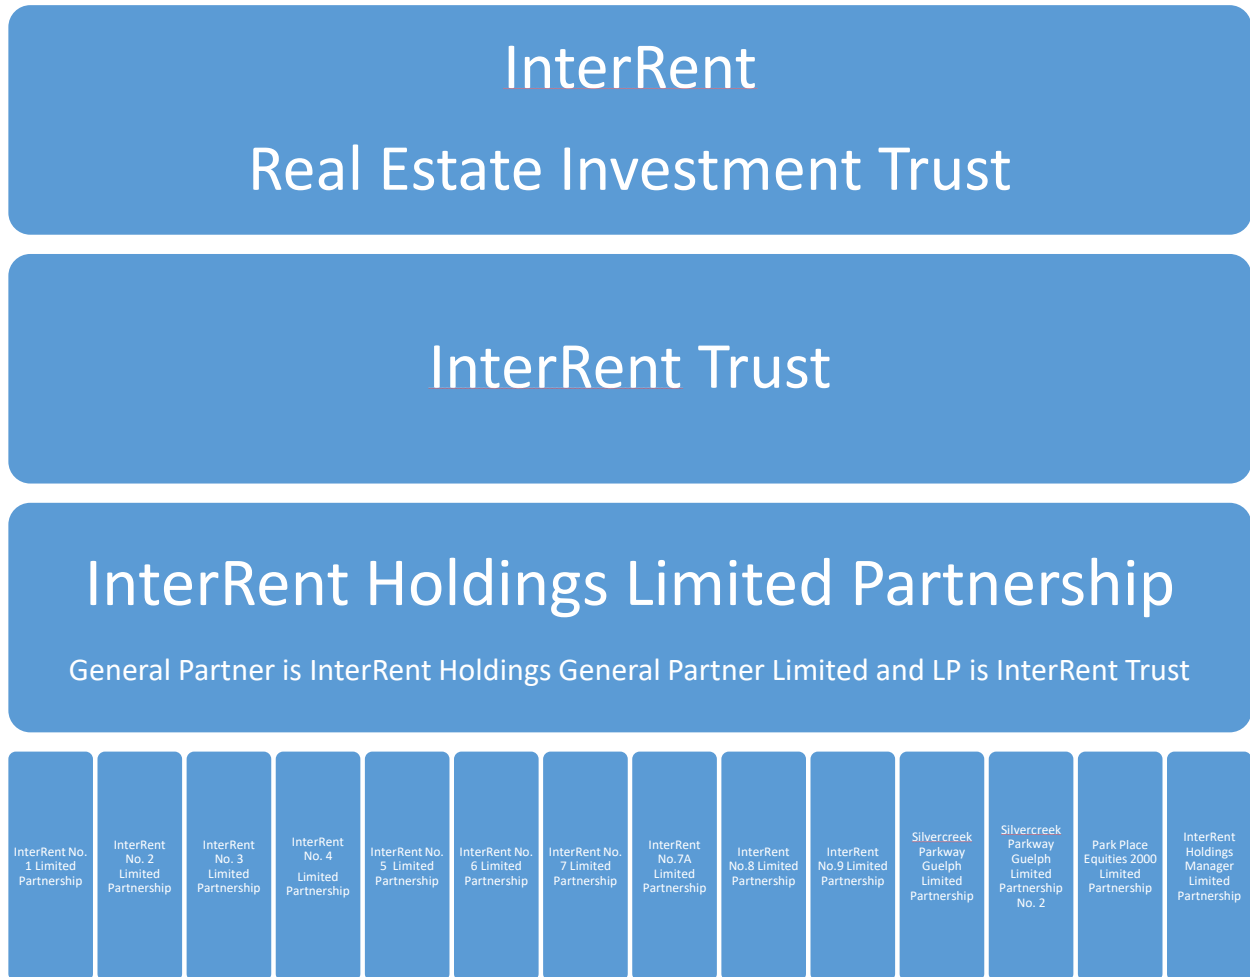 InterRent
Real Estate Investment Trust
InterRent Trust
InterRent Holdings Limited Partnership
General Partner is InterRent Holdings General Partner Limited and LP is InterRent Trust
InterRent No.
1 Limited
Partnership
InterRent
No. 2
Limited
Partnership
InterRent
No. 3
Limited
Partnership
InterRent
No. 4
Limited
Partnership
InterRent No.
5 Limited
Partnership
InterRent No.
6 Limited
Partnership
InterRent No.
7 Limited
Partnership
InterRent
No.7A
Limited
Partnership
InterRent
No.8 Limited
Partnership
InterRent
No.9 Limited
Partnership
Silvercreek
Parkway
Guelph
Limited
Partnership
Silvercreek
Parkway
Guelph
Limited
Partnership
No. 2
Park Place
Equities 2000
Limited
Partnership
InterRent
Holdings
Manager
Limited
Partnership